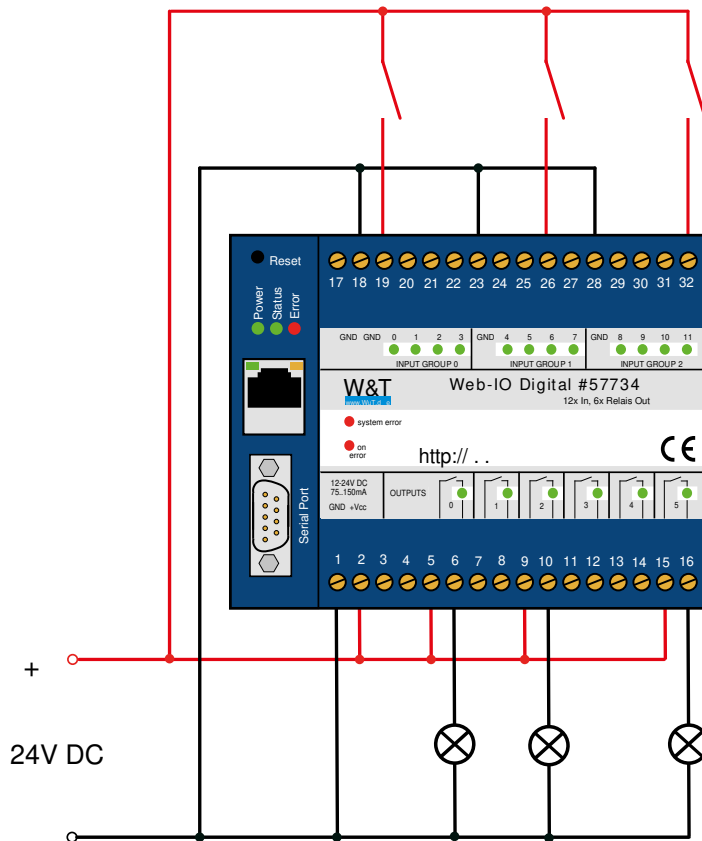 Reset
Power
Status
Error
17 18 19 20 21 22 23 24 25 26 27 28 29 30 31 32
GND GND 0 1 2 3 GND 4 5 6 7 GND 8 9 10 11
INPUT GROUP 0 INPUT GROUP 1 INPUT GROUP 2
W&T
www.WuT.d e
Web-IO Digital #57734
12x In, 6x Relais Out
system error
on
error
http:// . .
CE
Serial Port
12-24V DC
75..150mA
GND +Vcc
OUTPUTS
0 1 2 3 4 5
1 2 3 4 5 6 7 8 9 10 11 12 13 14 15 16
+
24V DC